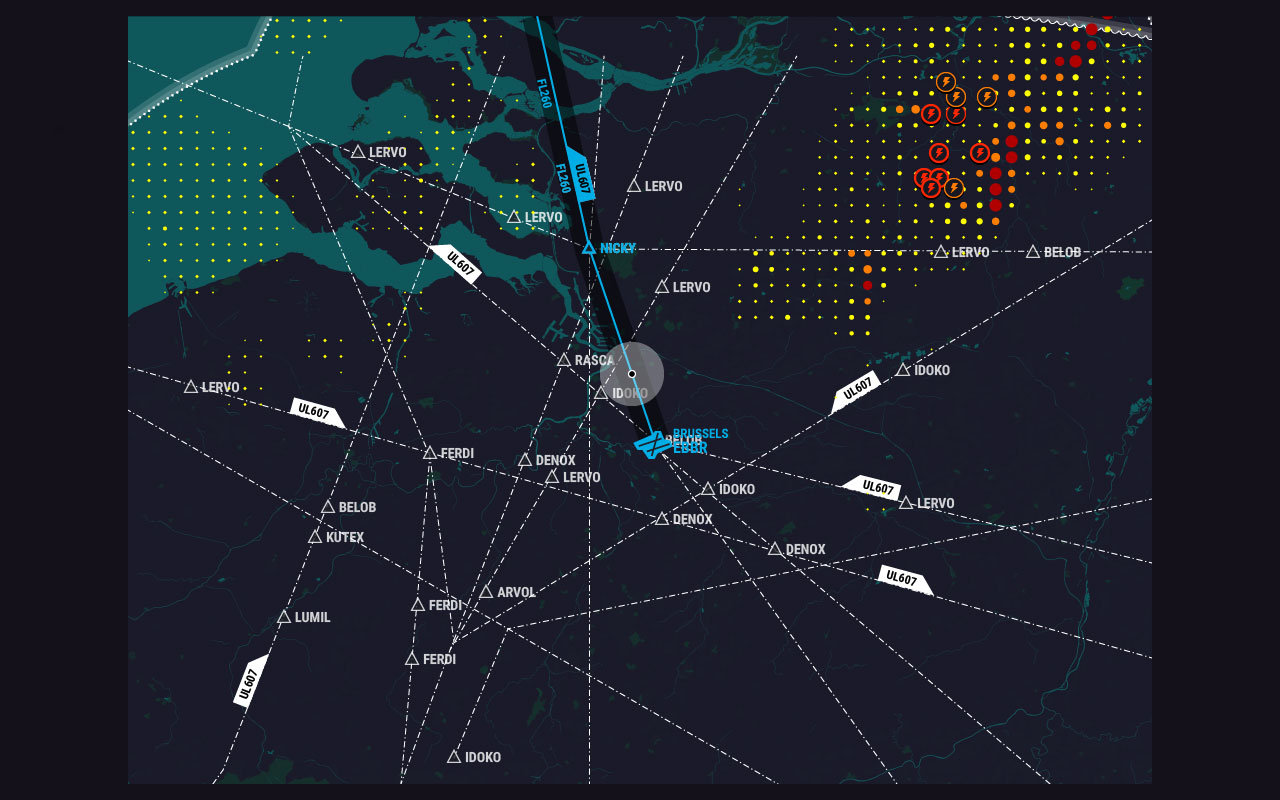 FL260
LERVO
FL260
UL607
LERVO
LERVO
NICKY
LERVO
BELOB
UL607
LERVO
RASCA
IDOKO
LERVO
UL607
IDOKO
UL607
BRUSSELS
BELOB
EBBR
FERDI
DENOX
LERVO
IDOKO
UL607
LERVO
BELOB
DENOX
KUTEX
DENOX
UL607
ARVOL
FERDI
LUMIL
FERDI
UL607
IDOKO